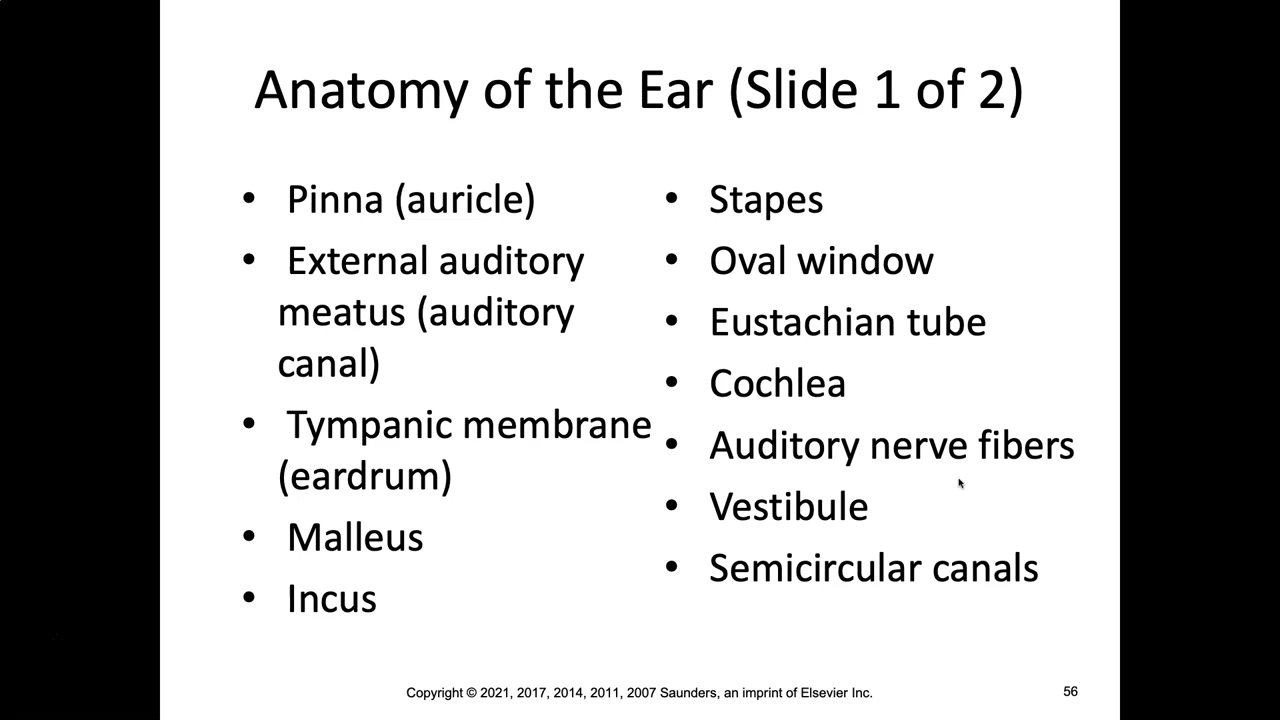 Anatomy of the Ear (Slide 1 of 2)
• Pinna (auricle)
• External auditory
meatus (auditory
canal)
• Tympanic membrane
(eardrum)
• Malleus
• Incus
• Stapes
• Oval window
• Eustachian tube
• Cochlea
• Auditory nerve fibers
• Vestibule
• Semicircular canals
Copyright © 2021, 2017, 2014, 2011, 2007 Saunders, an imprint of Elsevier Inc.
56